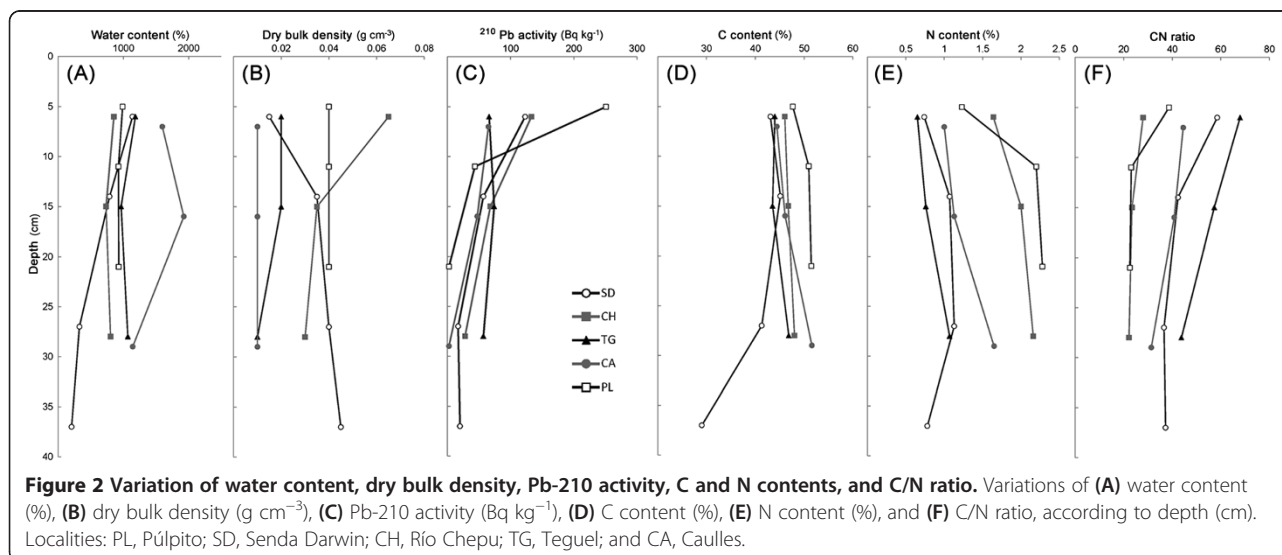 Water content (%)
1000 2000
Dry bulk density (g cm⁻³)
0.02 0.04 0.06 0.08
²¹⁰ Pb activity (Bq kg⁻¹)
100 200 300
C content (%)
30 40 50 60
N content (%)
0.5 1 1.5 2 2.5
CN ratio
0 20 40 60 80
(A)
(B)
(C)
(D)
(E)
(F)
Depth (cm)
0
5
10
15
20
25
30
35
40
SD
CH
TG
CA
PL
Figure 2 Variation of water content, dry bulk density, Pb-210 activity, C and N contents, and C/N ratio. Variations of (A) water content
(%), (B) dry bulk density (g cm⁻³), (C) Pb-210 activity (Bq kg⁻¹), (D) C content (%), (E) N content (%), and (F) C/N ratio, according to depth (cm).
Localities: PL, Púlpito; SD, Senda Darwin; CH, Río Chepu; TG, Teguel; and CA, Caulles.